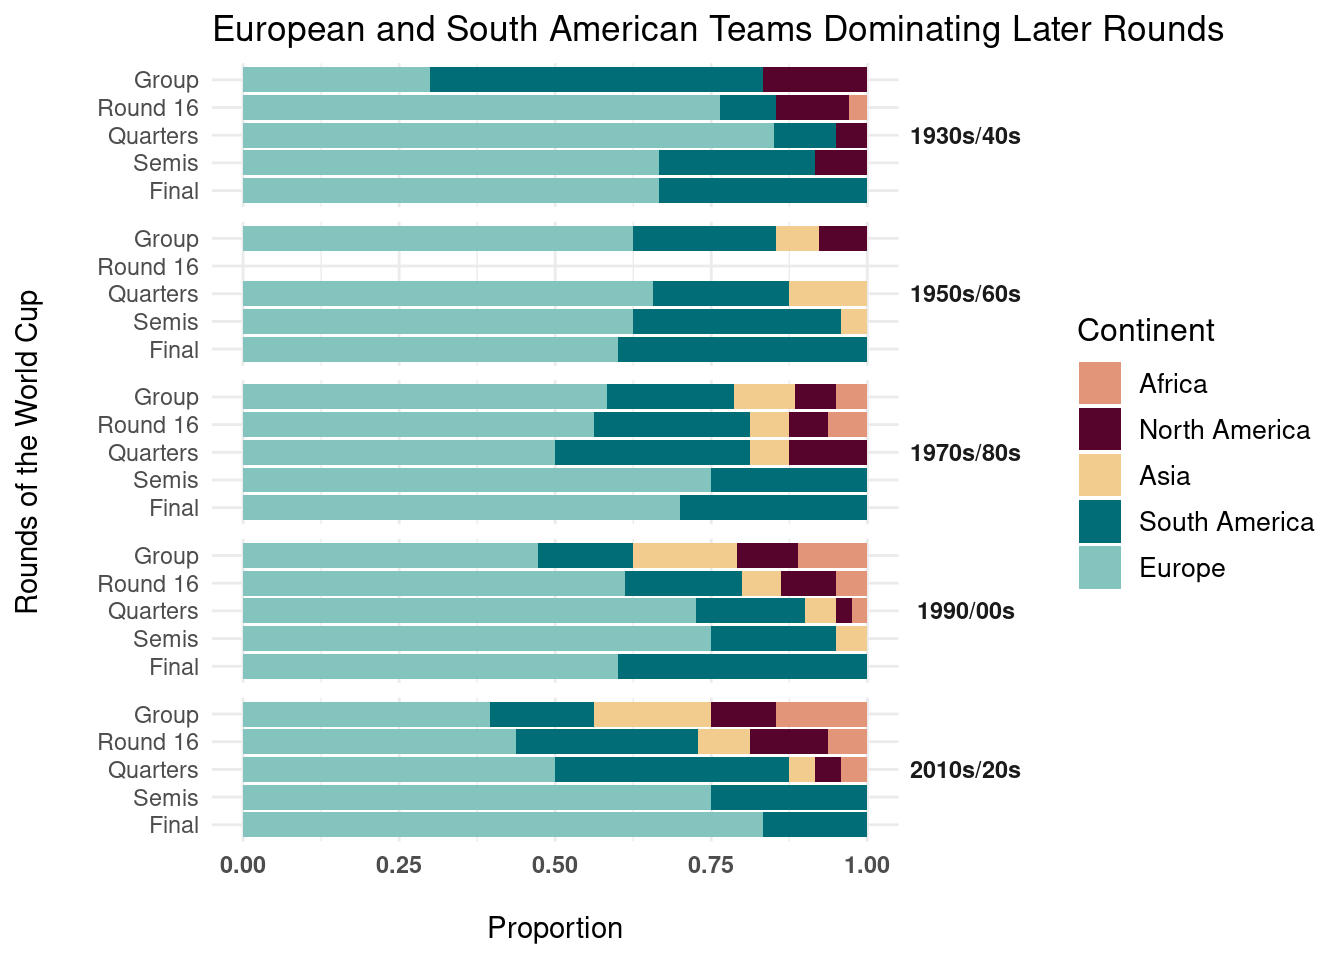 European and South American Teams Dominating Later Rounds
Rounds of the World Cup
Group
Round 16
Quarters
Semis
Final
1930s/40s
Group
Round 16
Quarters
Semis
Final
1950s/60s
Group
Round 16
Quarters
Semis
Final
1970s/80s
Group
Round 16
Quarters
Semis
Final
1990/00s
Group
Round 16
Quarters
Semis
Final
2010s/20s
0.00 0.25 0.50 0.75 1.00
Proportion
Continent
Africa
North America
Asia
South America
Europe